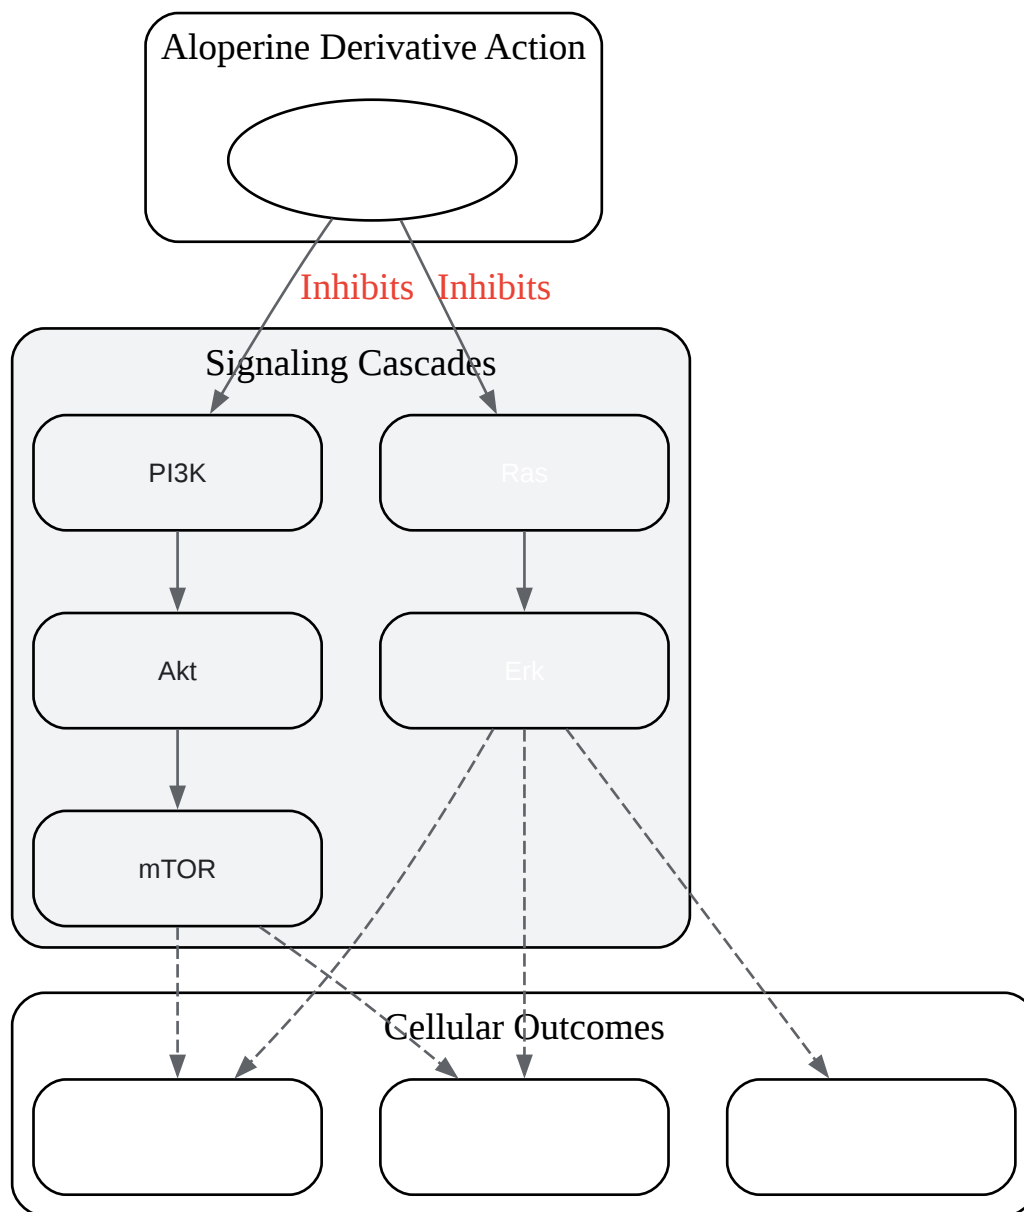 Aloperine Derivative Action
Inhibits Inhibits
Signaling Cascades
PI3K Ras
Akt Erk
mTOR
Cellular Outcomes